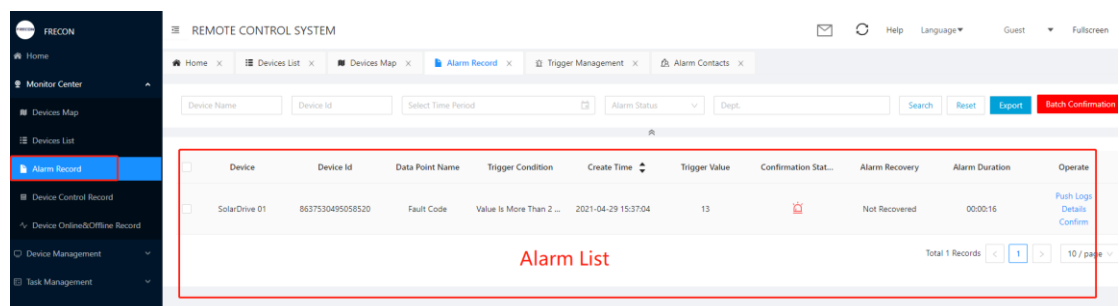 FRECON
REMOTE CONTROL SYSTEM
Help Language▼ Guest ▼ Fullscreen
Home
Monitor Center
Devices Map
Devices List
Alarm Record
Device Control Record
Device Online&Offline Record
Device Management
Task Management
Home × Devices List × Devices Map × Alarm Record × Trigger Management × Alarm Contacts ×
Device Name Device Id Select Time Period Alarm Status Dept. Search Reset Export Batch Confirmation
Device Device Id Data Point Name Trigger Condition Create Time Trigger Value Confirmation Stat... Alarm Recovery Alarm Duration Operate
SolarDrive 01 8637530495058520 Fault Code Value Is More Than 2 ... 2021-04-29 15:37:04 13 Not Recovered 00:00:16
Push Logs
Details
Confirm
Alarm List
Total 1 Records < 1 > 10 / page